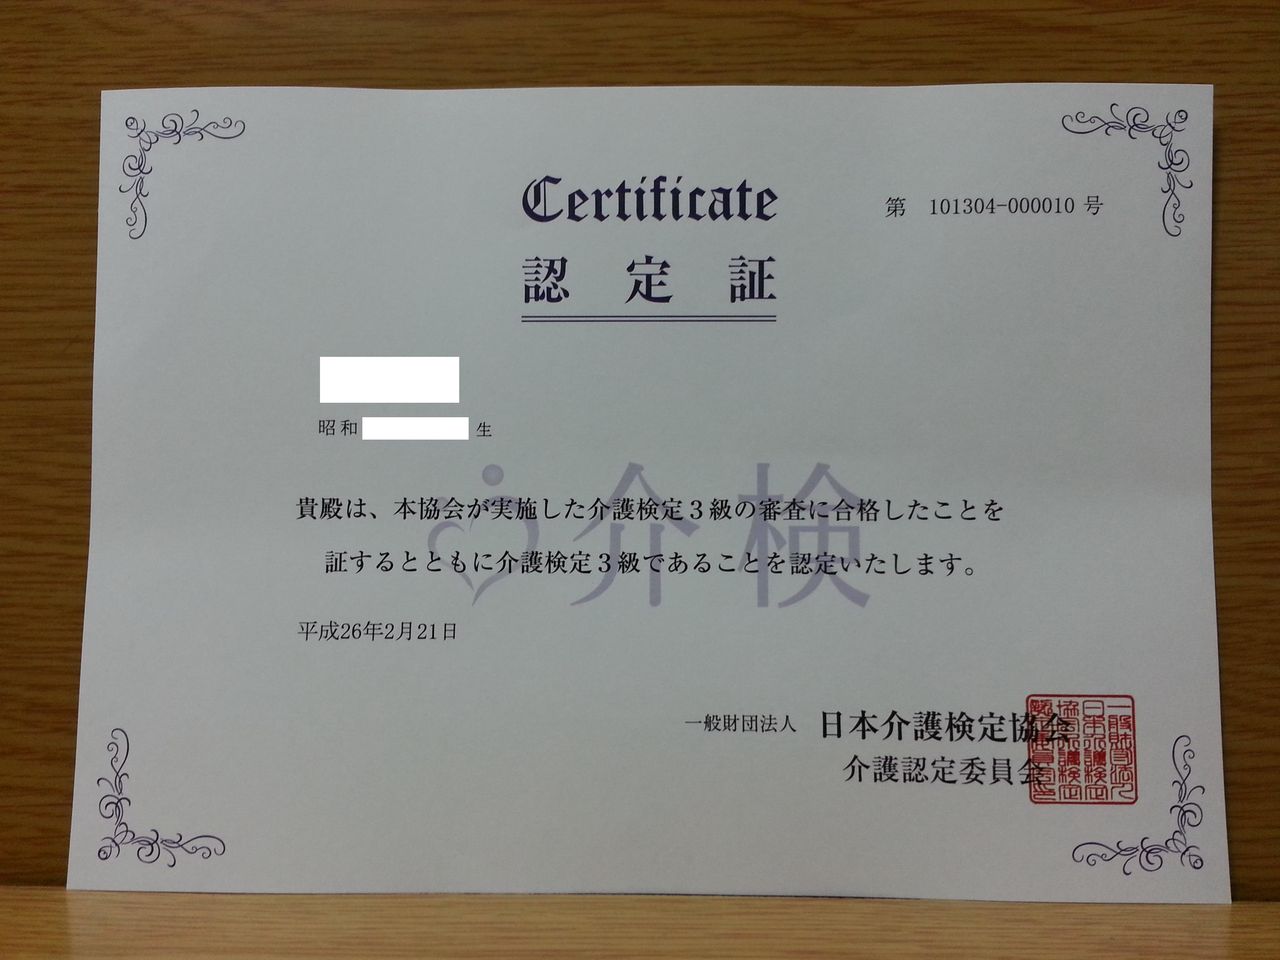 Certificate
第 101304-000010 号
認定証
昭和 生
介検
貴殿は、本協会が実施した介護検定３級の審査に合格したことを
証するとともに介護検定３級であることを認定いたします。
平成26年2月21日
一般財団法人 日本介護検定協会
介護認定委員会